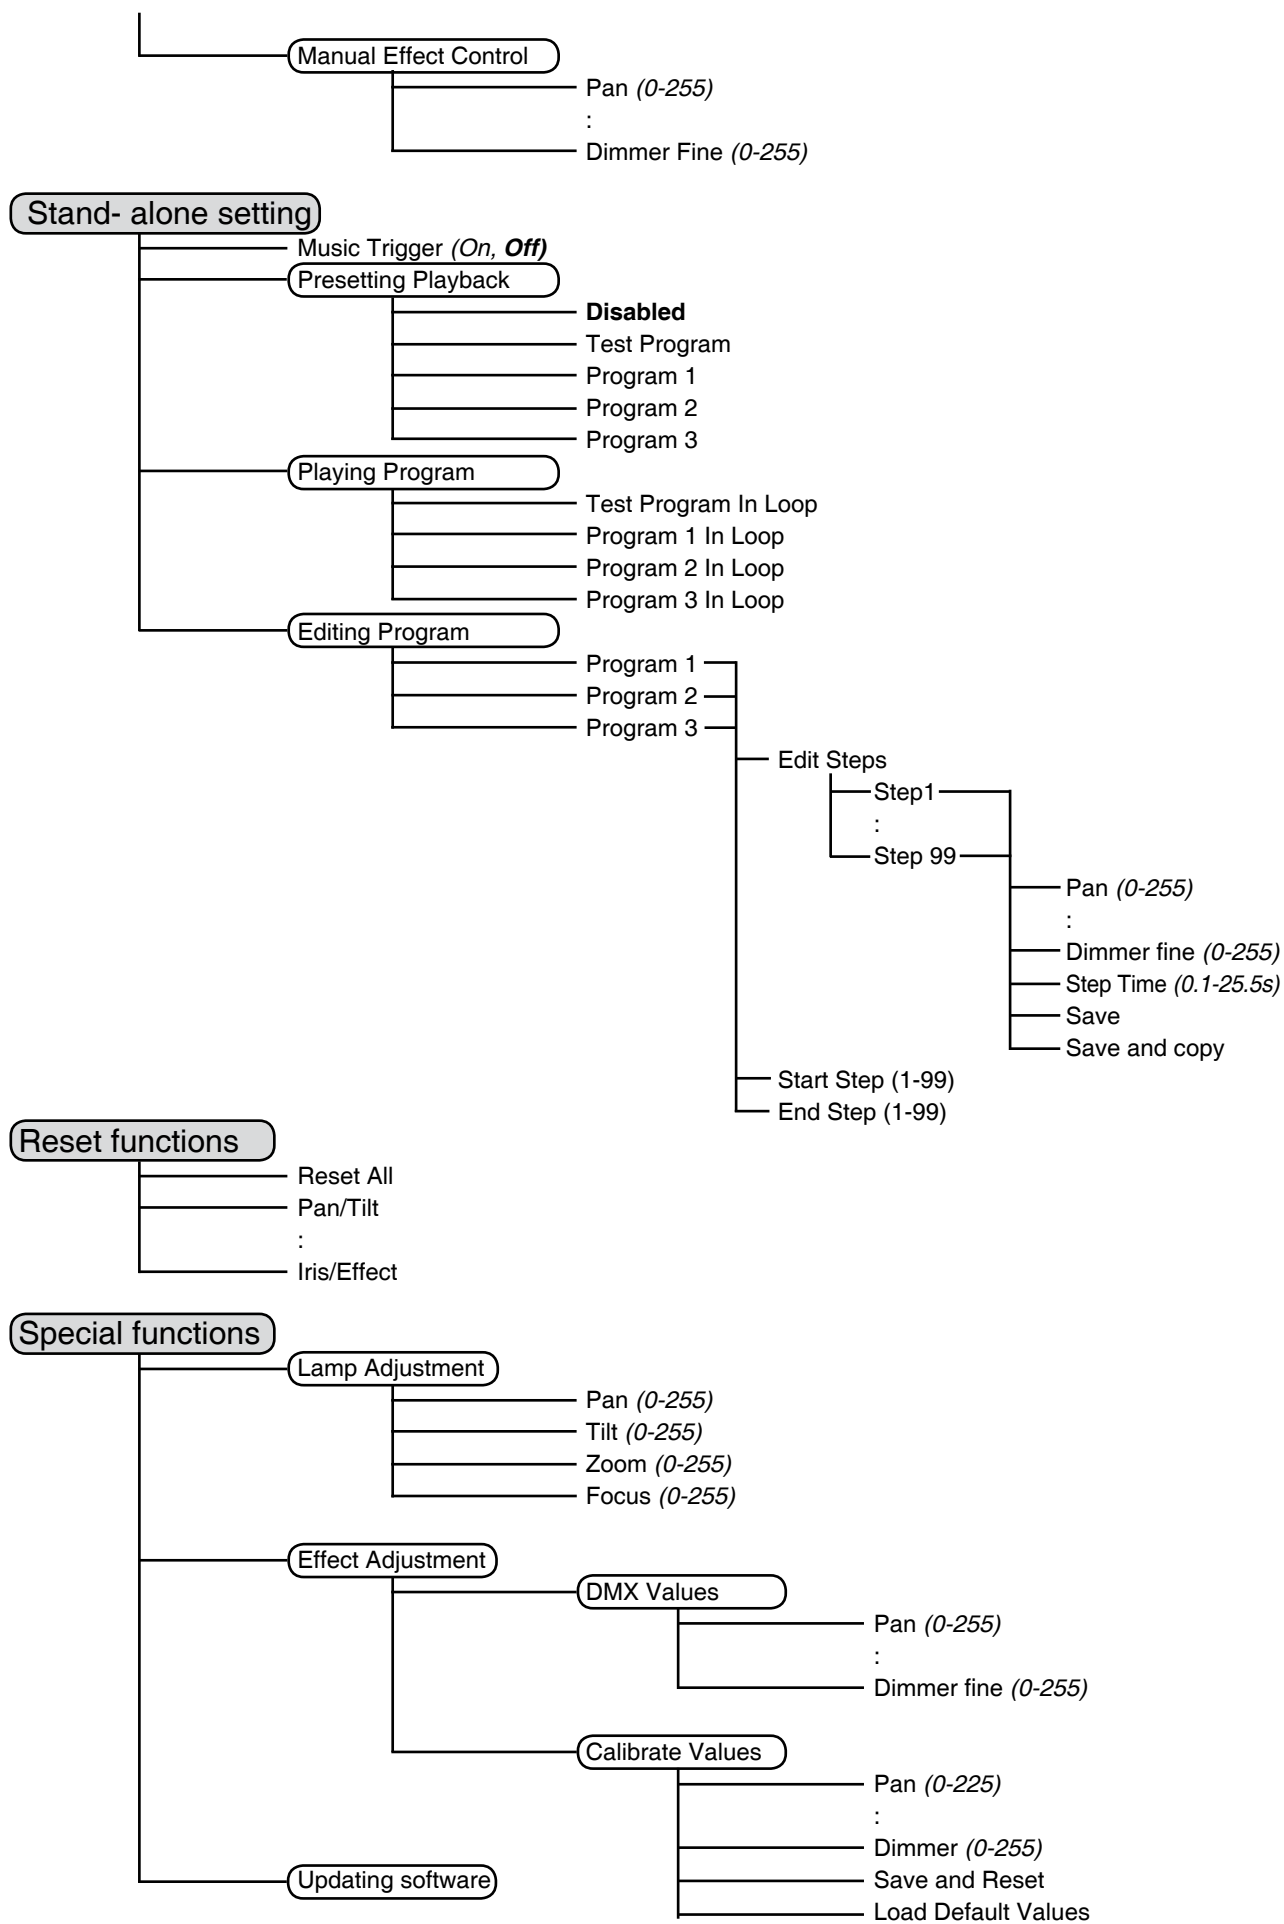 Manual Effect Control
Pan (0-255)
:
Dimmer Fine (0-255)
Stand- alone setting
Music Trigger (On, Off)
Presetting Playback
Disabled
Test Program
Program 1
Program 2
Program 3
Playing Program
Test Program In Loop
Program 1 In Loop
Program 2 In Loop
Program 3 In Loop
Editing Program
Program 1
Program 2
Program 3
Edit Steps
Step1
:
Step 99
Pan (0-255)
:
Dimmer fine (0-255)
Step Time (0.1-25.5s)
Save
Save and copy
Start Step (1-99)
End Step (1-99)
Reset functions
Reset All
Pan/Tilt
:
Iris/Effect
Special functions
Lamp Adjustment
Pan (0-255)
Tilt (0-255)
Zoom (0-255)
Focus (0-255)
Effect Adjustment
DMX Values
Pan (0-255)
:
Dimmer fine (0-255)
Calibrate Values
Pan (0-225)
:
Dimmer (0-255)
Save and Reset
Load Default Values
Updating software